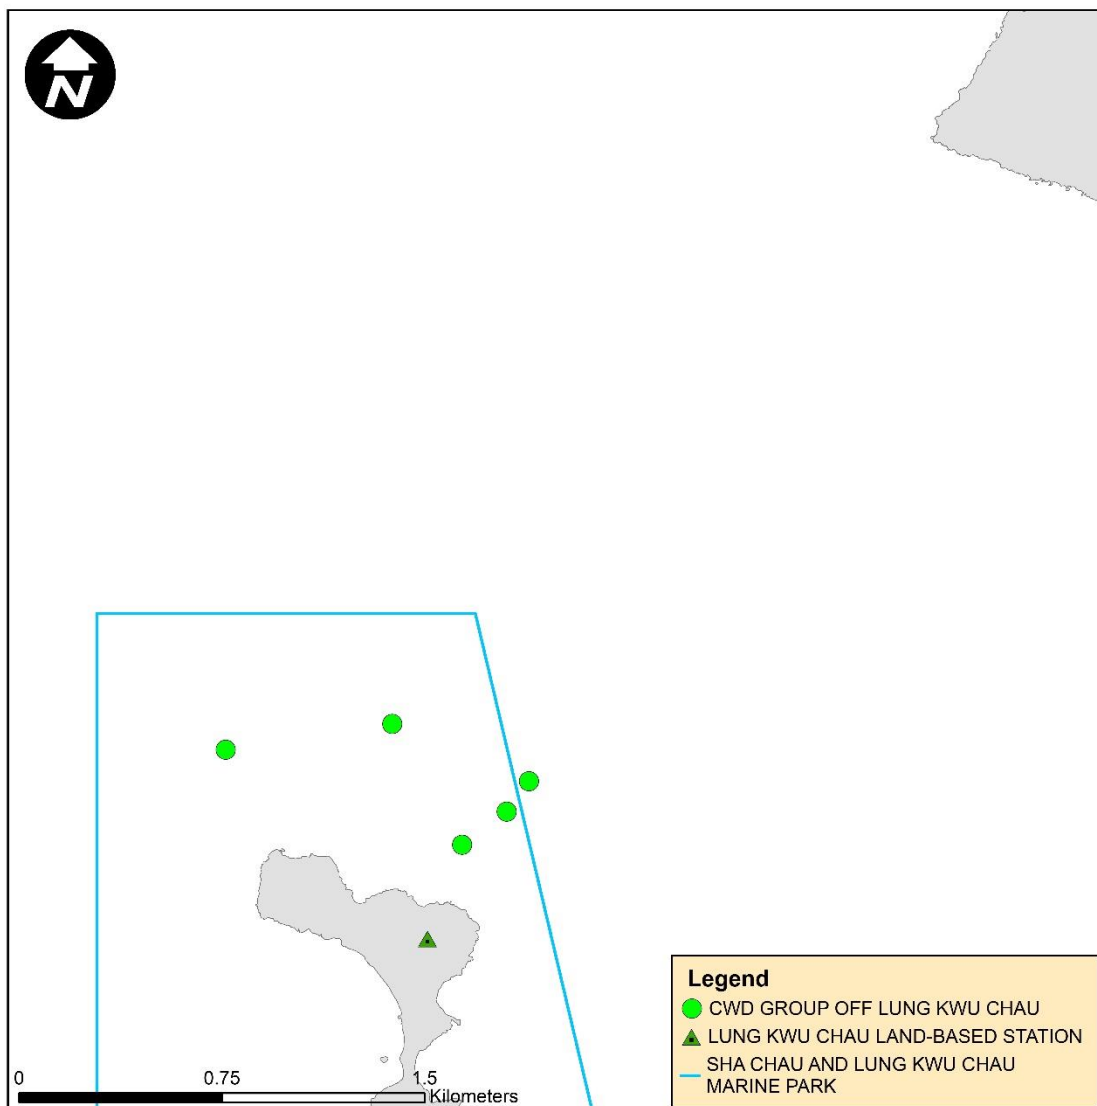 N
Legend
CWD GROUP OFF LUNG KWU CHAU
LUNG KWU CHAU LAND-BASED STATION
SHA CHAU AND LUNG KWU CHAU
MARINE PARK
0 0.75 1.5
Kilometers